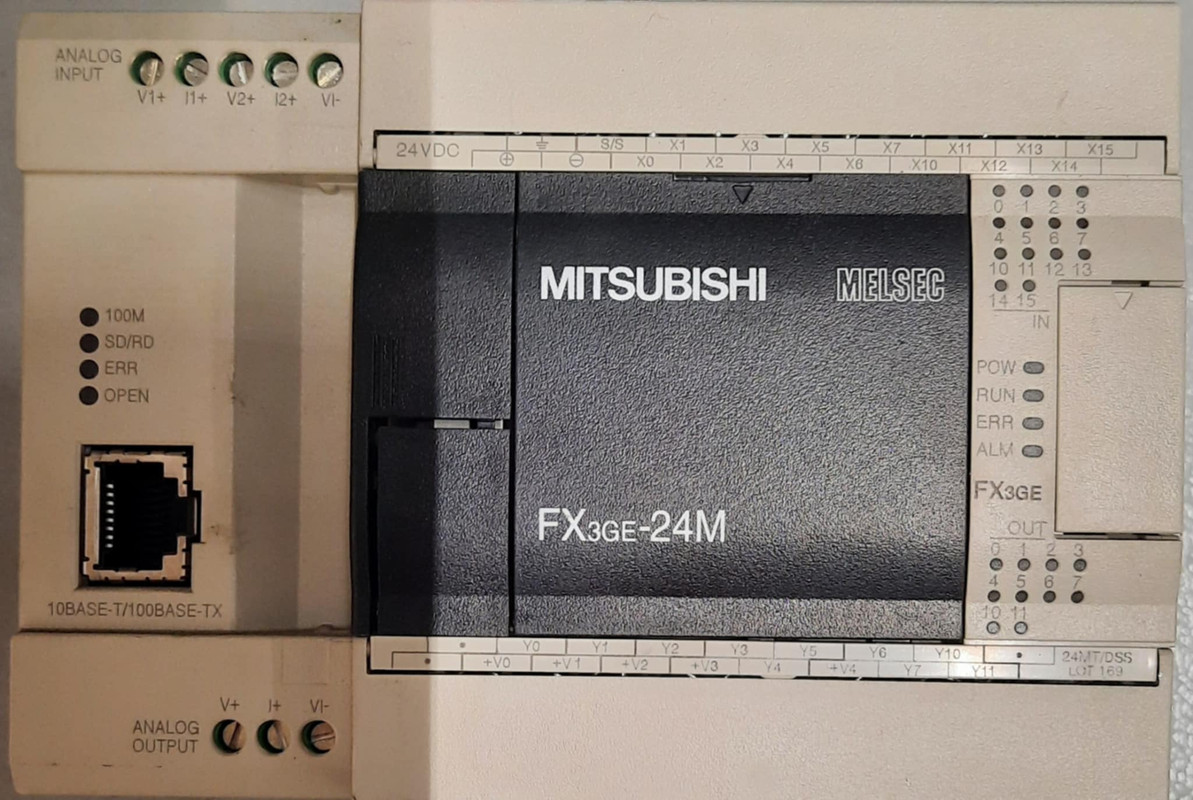 ANALOG
INPUT
V1+ I1+ V2+ I2+ VI-
24VDC S/S X1 X3 X5 X7 X11 X13 X15
X0 X2 X4 X6 X10 X12 X14
0 1 2 3
4 5 6 7
10 11 12 13
14 15
IN
MITSUBISHI MELSEC
100M
SD/RD
ERR
OPEN
POW
RUN
ERR
ALM
FX3GE
FX3GE-24M
OUT
0 1 2 3
4 5 6 7
10 11
10BASE-T/100BASE-TX
Y0 Y1 Y2 Y3 Y5 Y6 Y10 24MT/DSS
+V0 +V1 +V2 +V3 Y4 +V4 Y7 Y11 LOT 169
V+ I+ VI-
ANALOG
OUTPUT